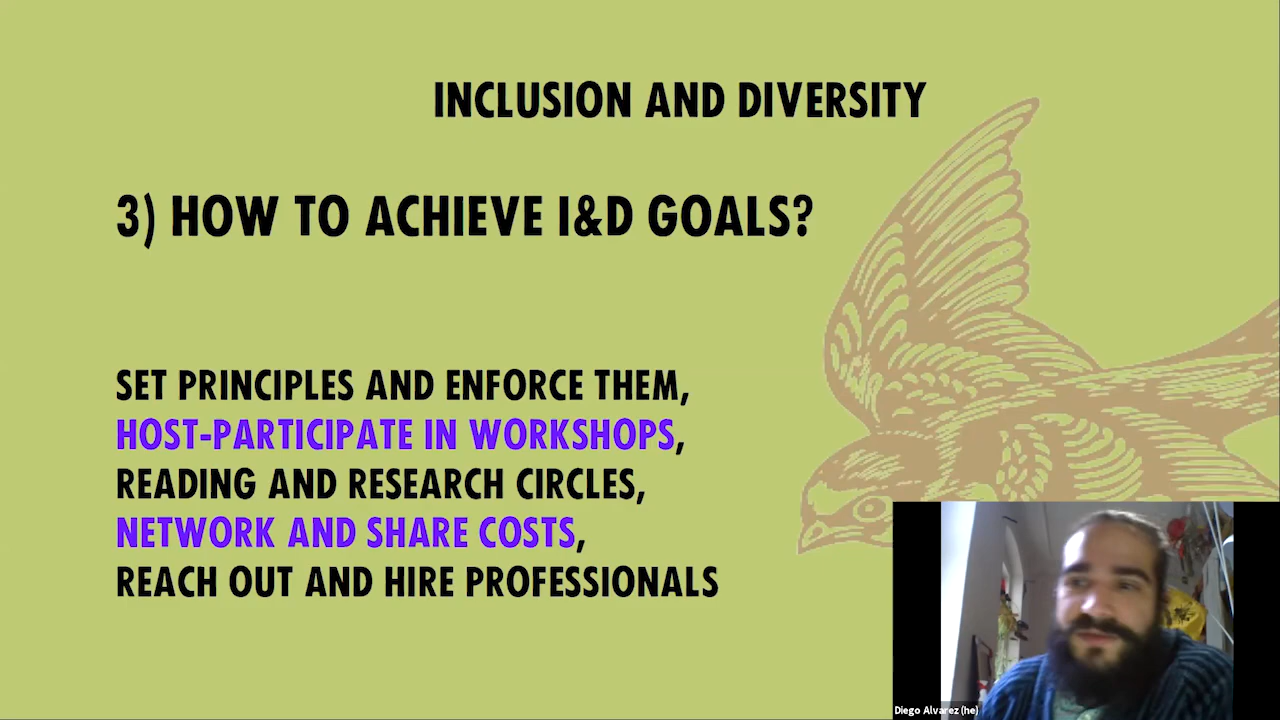 INCLUSION AND DIVERSITY
3) HOW TO ACHIEVE I&D GOALS?
SET PRINCIPLES AND ENFORCE THEM,
HOST-PARTICIPATE IN WORKSHOPS,
READING AND RESEARCH CIRCLES,
NETWORK AND SHARE COSTS,
REACH OUT AND HIRE PROFESSIONALS
Diego Alvarez (he)